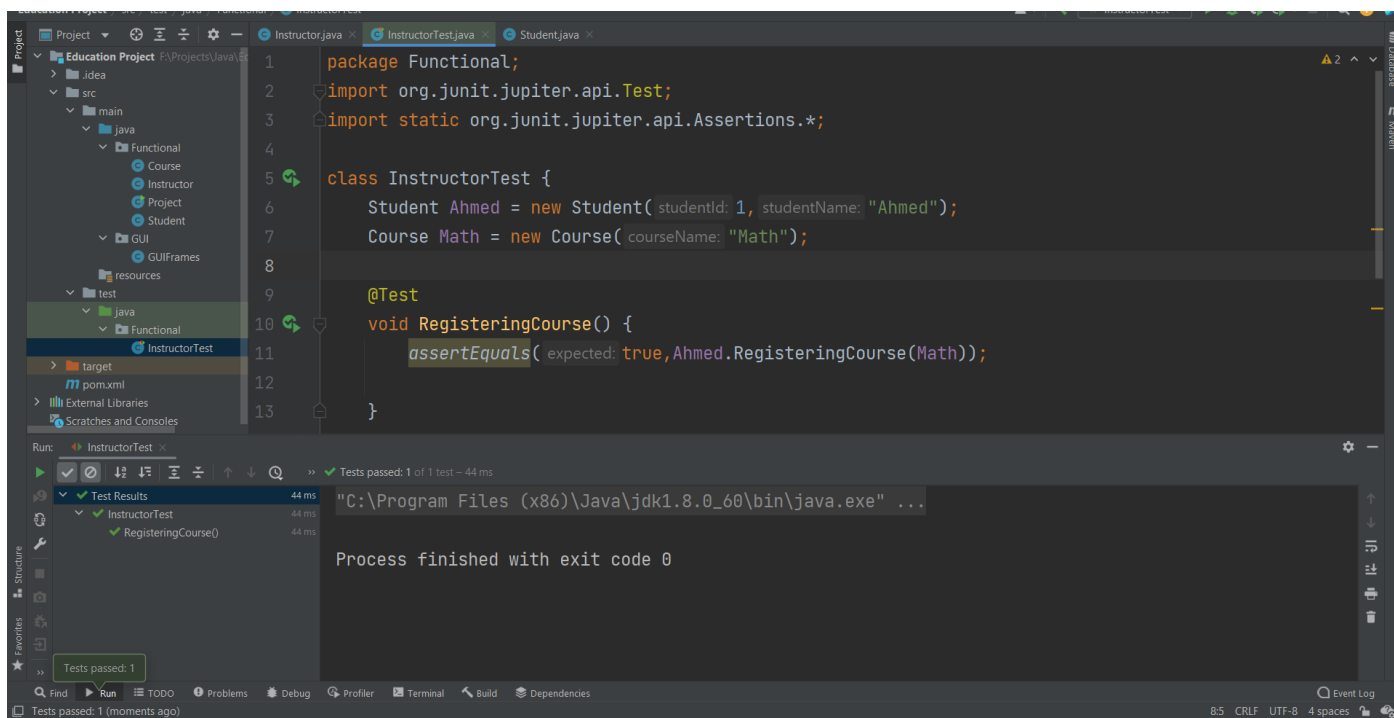 Project
Instructor.java
InstructorTest.java
Student.java
Education Project F:\Projects\Java\Ed
.idea
src
main
java
Functional
Course
Instructor
Project
Student
GUI
GUIFrames
resources
test
java
Functional
InstructorTest
target
pom.xml
External Libraries
Scratches and Consoles
Project
Structure
Favorites
Database
Maven
2
1 package Functional;
2 import org.junit.jupiter.api.Test;
3 import static org.junit.jupiter.api.Assertions.*;
4
5 class InstructorTest {
6 Student Ahmed = new Student( studentId: 1, studentName: "Ahmed");
7 Course Math = new Course( courseName: "Math");
8
9 @Test
10 void RegisteringCourse() {
11 assertEquals( expected: true,Ahmed.RegisteringCourse(Math));
12
13 }
Run: InstructorTest
Tests passed: 1 of 1 test – 44 ms
Test Results 44 ms
InstructorTest 44 ms
RegisteringCourse() 44 ms
"C:\Program Files (x86)\Java\jdk1.8.0_60\bin\java.exe" ...
Process finished with exit code 0
Tests passed: 1
Find Run TODO Problems Debug Profiler Terminal Build Dependencies Event Log
Tests passed: 1 (moments ago) 8:5 CRLF UTF-8 4 spaces